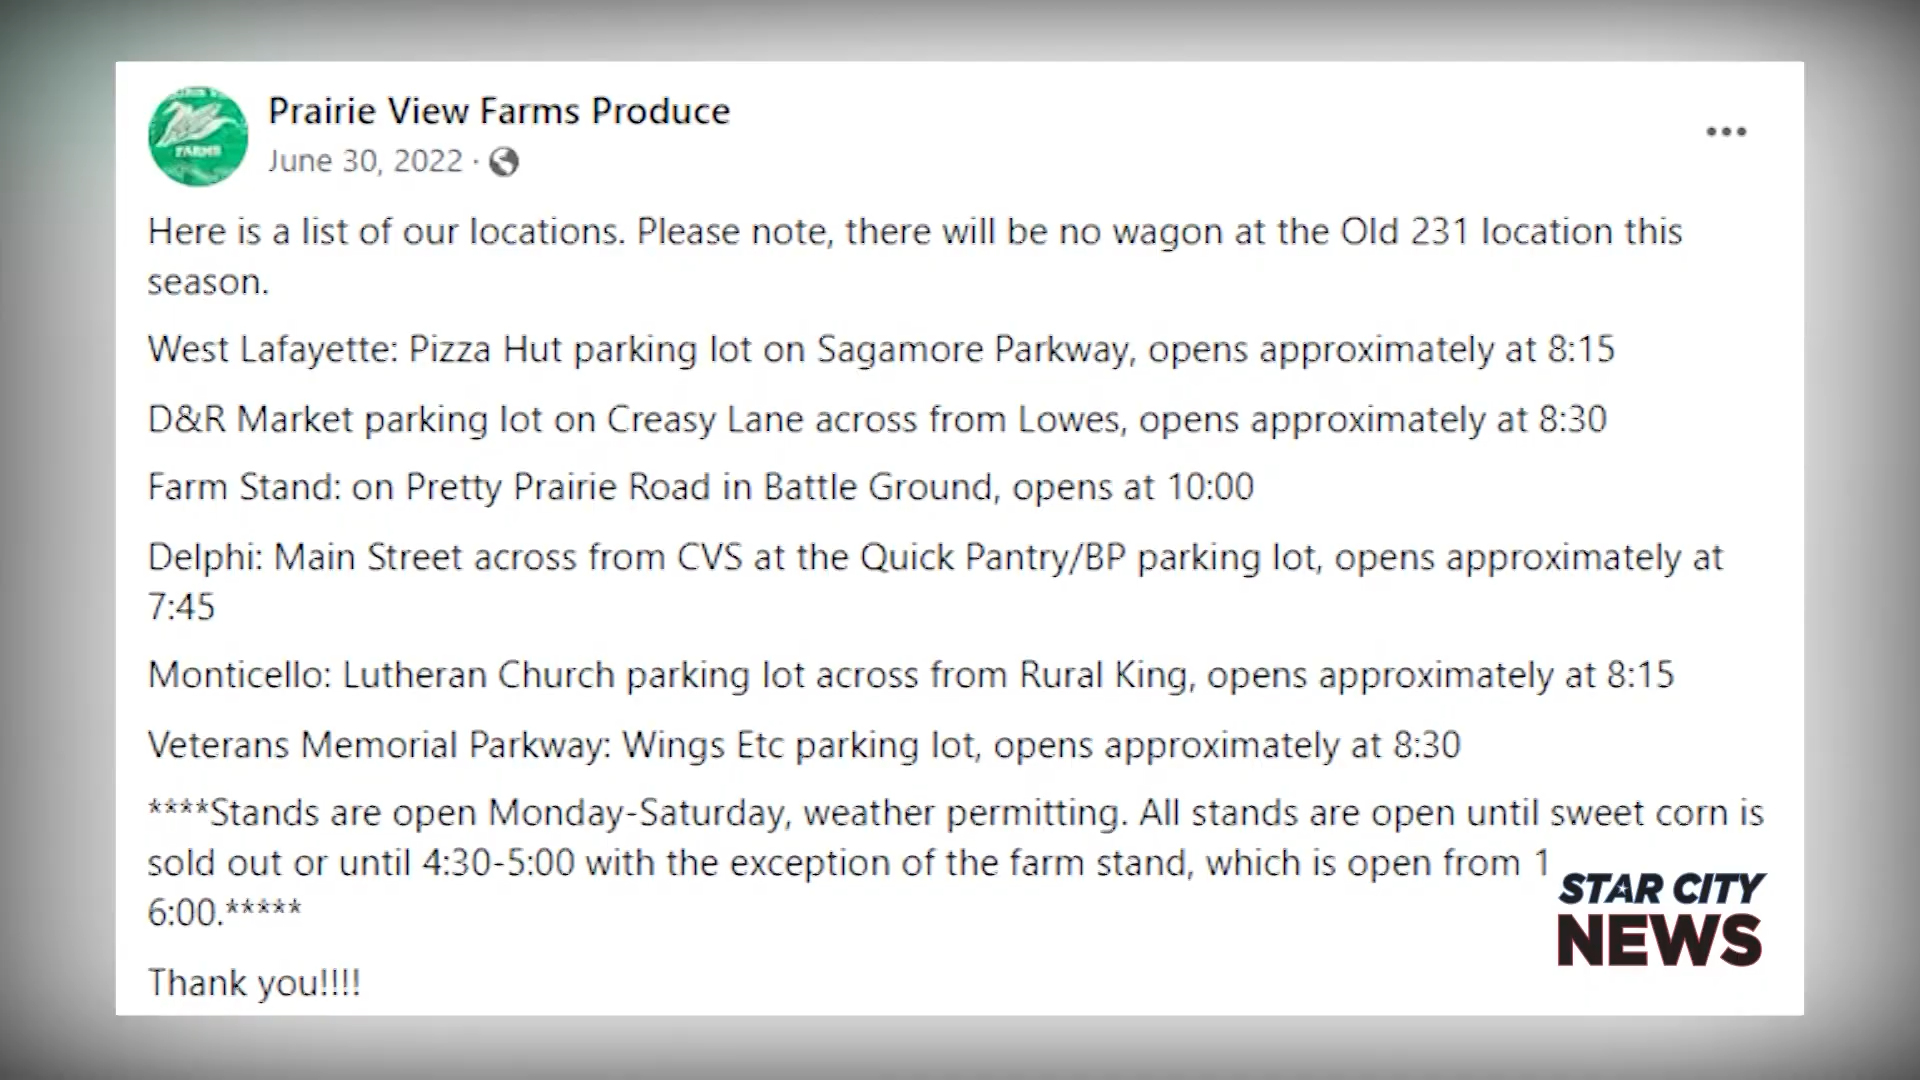 FARMS
Prairie View Farms Produce
June 30, 2022 ·
Here is a list of our locations. Please note, there will be no wagon at the Old 231 location this
season.
West Lafayette: Pizza Hut parking lot on Sagamore Parkway, opens approximately at 8:15
D&R Market parking lot on Creasy Lane across from Lowes, opens approximately at 8:30
Farm Stand: on Pretty Prairie Road in Battle Ground, opens at 10:00
Delphi: Main Street across from CVS at the Quick Pantry/BP parking lot, opens approximately at
7:45
Monticello: Lutheran Church parking lot across from Rural King, opens approximately at 8:15
Veterans Memorial Parkway: Wings Etc parking lot, opens approximately at 8:30
****Stands are open Monday-Saturday, weather permitting. All stands are open until sweet corn is
sold out or until 4:30-5:00 with the exception of the farm stand, which is open from 1
6:00.*****
Thank you!!!!
STAR CITY
NEWS